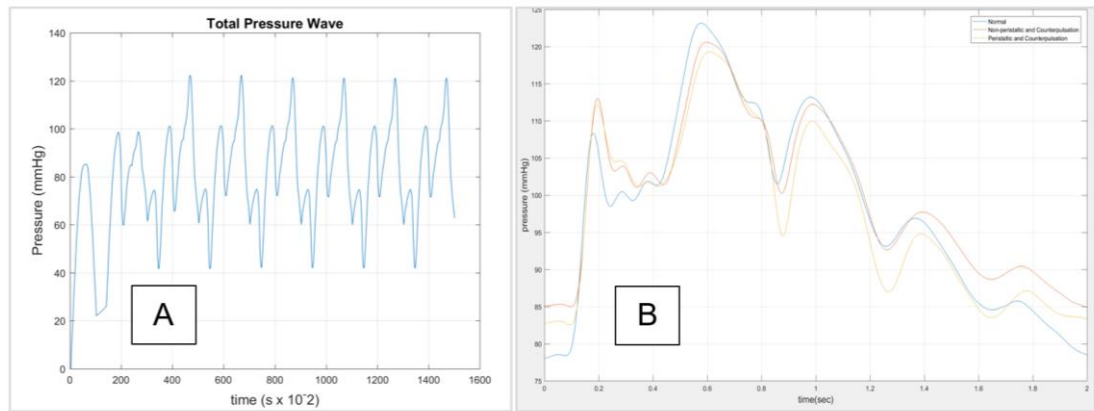 Total Pressure Wave
Pressure (mmHg)
140
120
100
80
60
40
20
0
A
0 200 400 600 800 1000 1200 1400 1600
time (s x 10^-2)
pressure (mmHg)
125
120
115
110
105
100
95
90
85
80
75
Normal
Non-peristaltic and Counterpulsation
Peristaltic and Counterpulsation
B
0 0.2 0.4 0.6 0.8 1 1.2 1.4 1.6 1.8 2
time(sec)